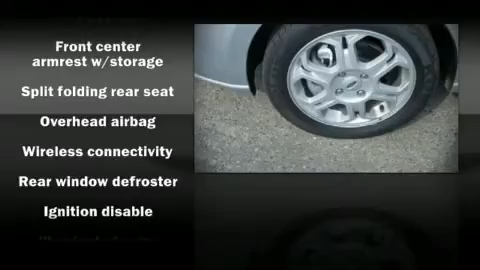 Front center
armrest w/storage
Split folding rear seat
Overhead airbag
Wireless connectivity
Rear window defroster
Ignition disable